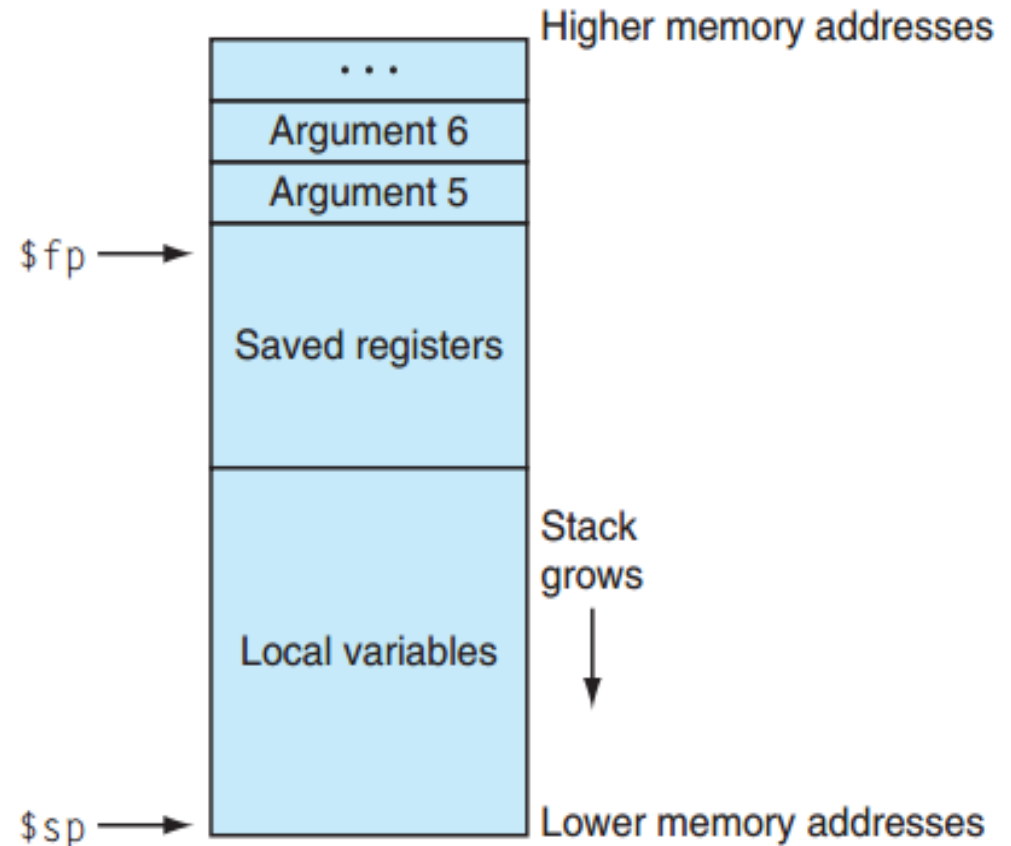 Higher memory addresses
. . .
Argument 6
Argument 5
$fp
Saved registers
Stack
grows
Local variables
$sp
Lower memory addresses